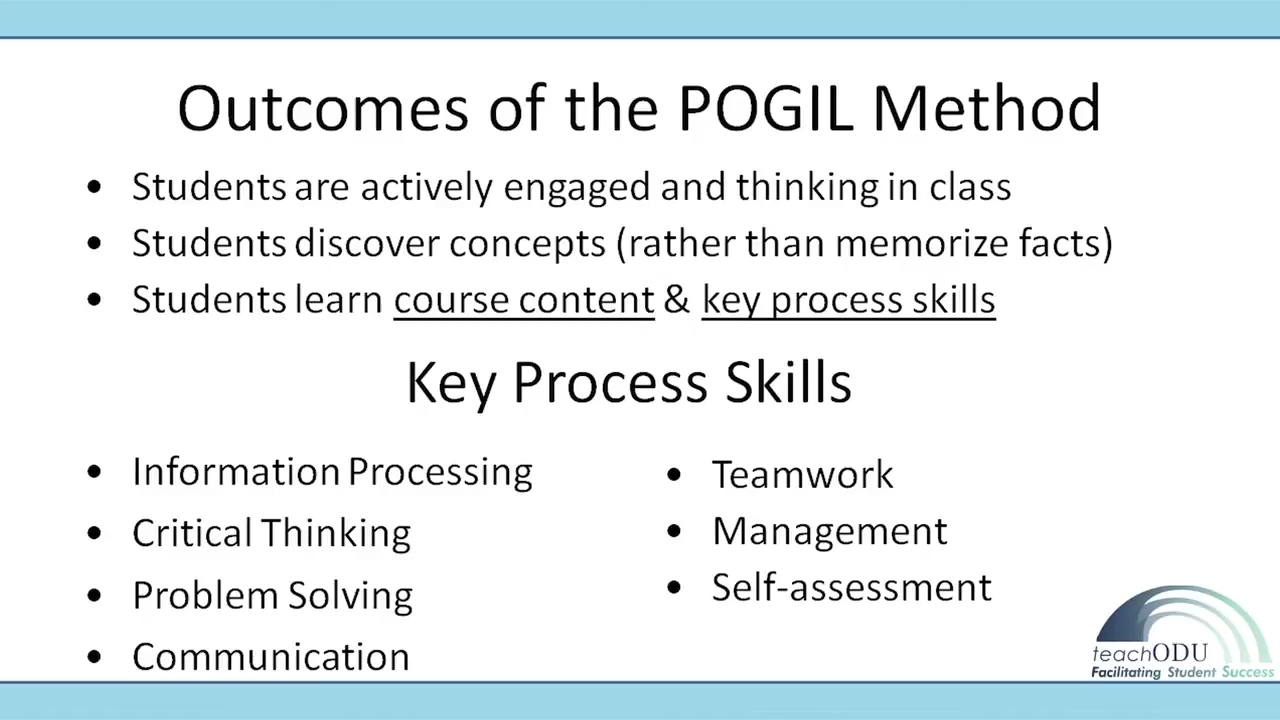 Outcomes of the POGIL Method
• Students are actively engaged and thinking in class
• Students discover concepts (rather than memorize facts)
• Students learn course content & key process skills
Key Process Skills
• Information Processing
• Critical Thinking
• Problem Solving
• Communication
• Teamwork
• Management
• Self-assessment
teachODU
Facilitating Student Success